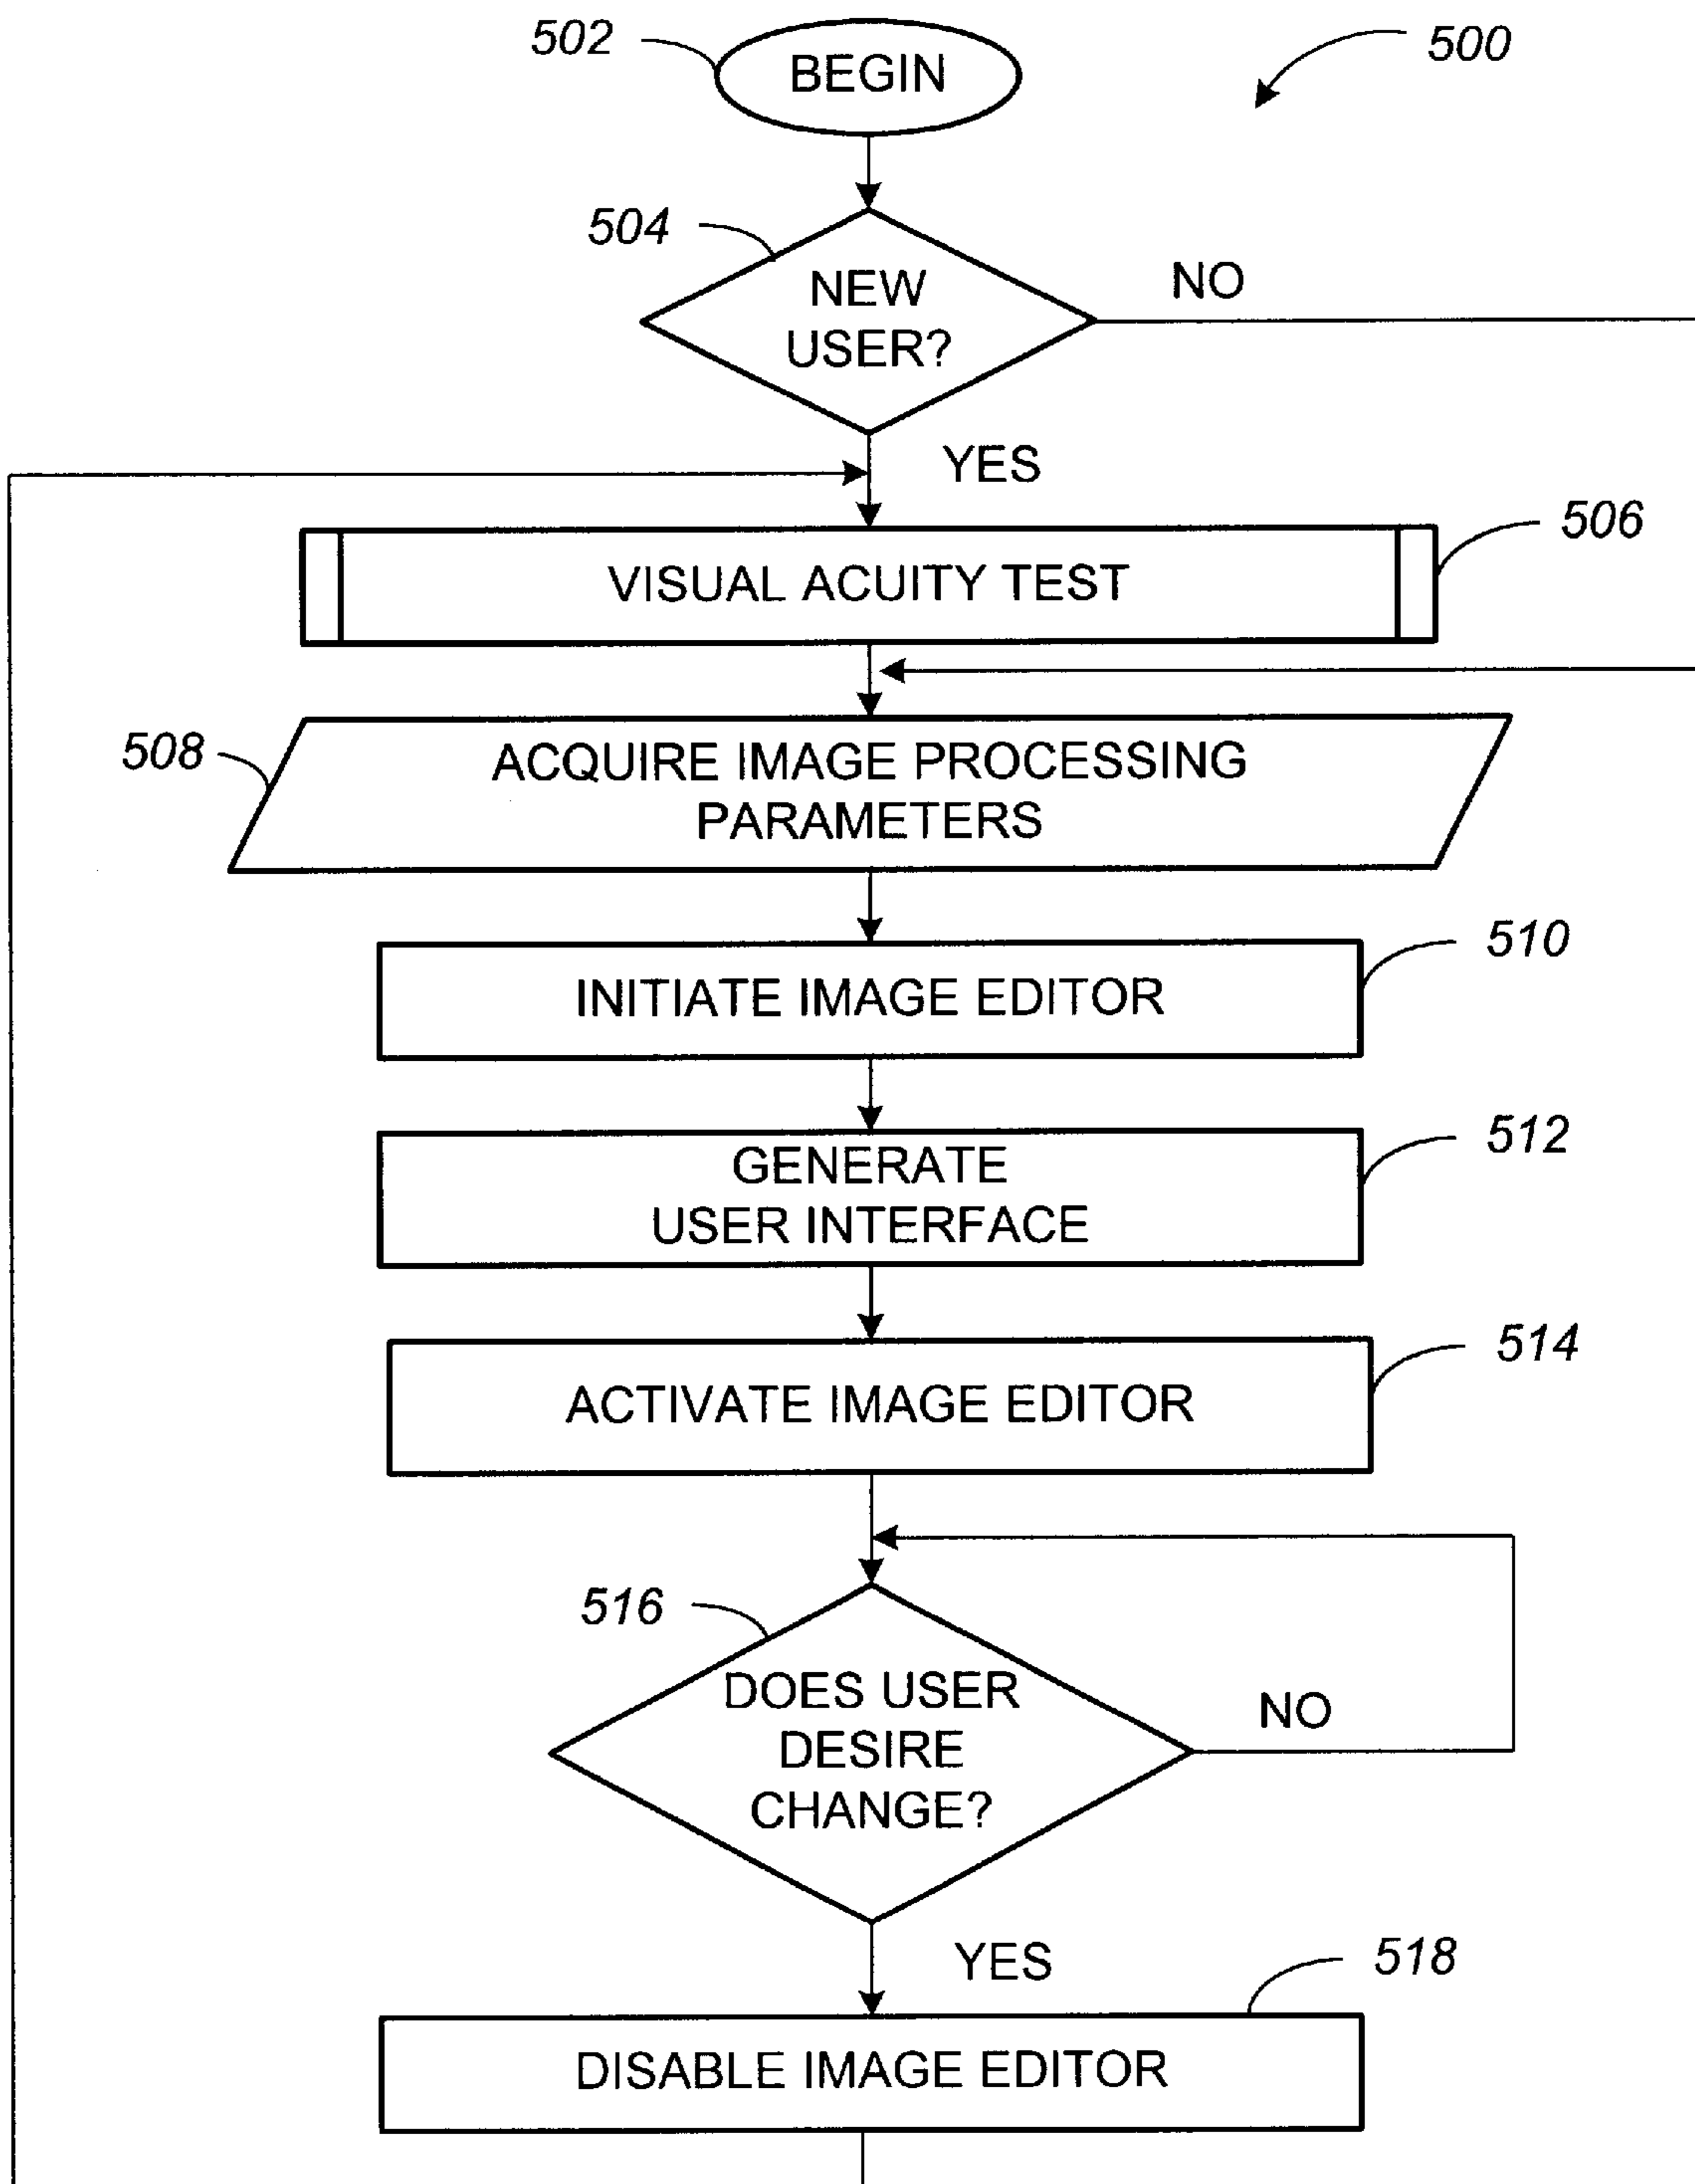 502
BEGIN
500
504
NEW
USER?
NO
YES
506
VISUAL ACUITY TEST
508
ACQUIRE IMAGE PROCESSING
PARAMETERS
510
INITIATE IMAGE EDITOR
512
GENERATE
USER INTERFACE
514
ACTIVATE IMAGE EDITOR
516
DOES USER
DESIRE
CHANGE?
NO
YES
518
DISABLE IMAGE EDITOR